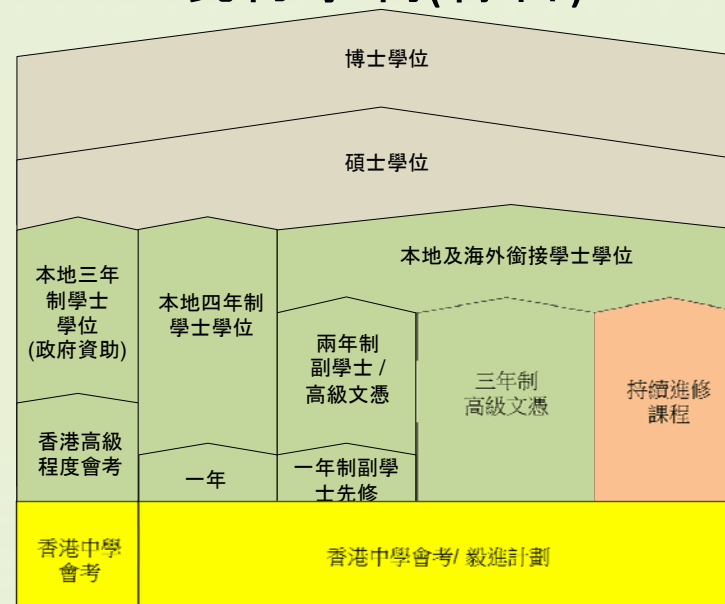 博士學位
碩士學位
本地及海外銜接學士學位
本地三年
制學士
學位
(政府資助)
本地四年制
學士學位
兩年制
副學士 /
高級文憑
三年制
高級文憑
持續進修
課程
香港高級
程度會考
一年
一年制副學
士先修
香港中學
會考
香港中學會考/ 毅進計劃